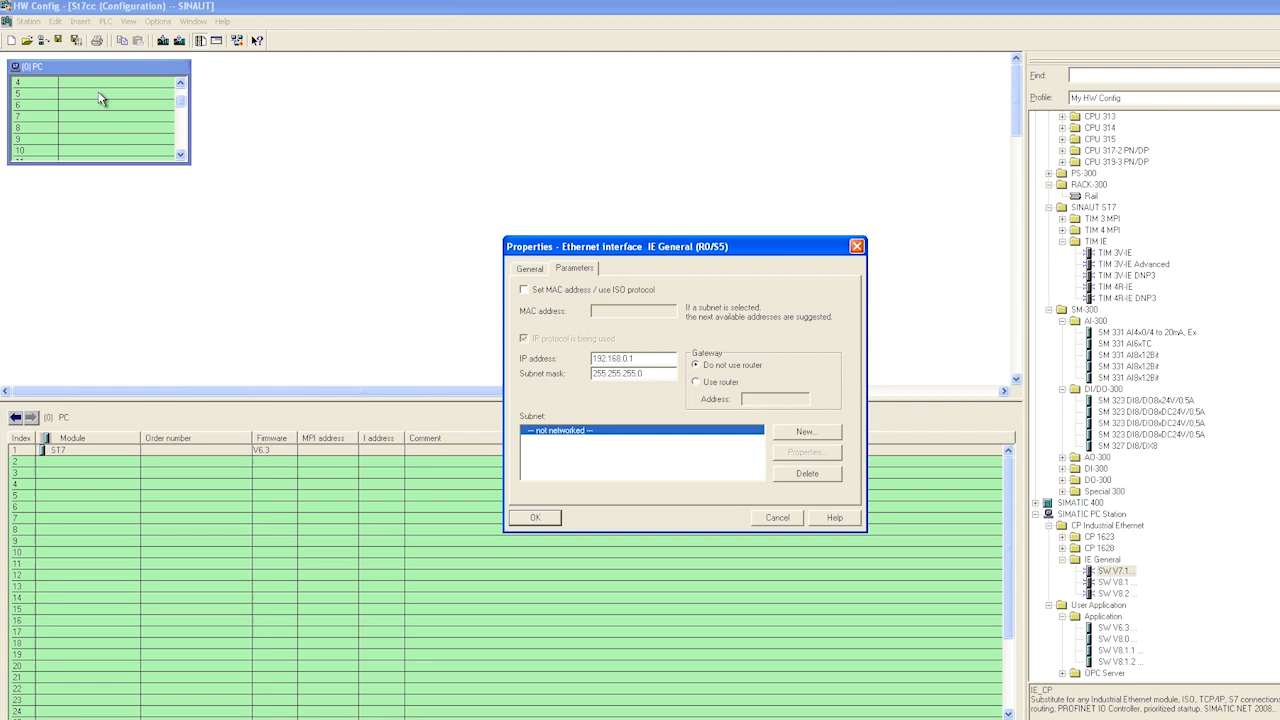 HW Config - [St7cc (Configuration) -- SINAUT]
Station Edit Insert PLC View Options Window Help
(0) PC
4
5
6
7
8
9
10
Find:
Profile: My HW Config
CPU 313
CPU 314
CPU 315
CPU 317-2 PN/DP
CPU 319-3 PN/DP
PS-300
RACK-300
Rail
SINAUT ST7
TIM 3 MPI
TIM 4 MPI
TIM IE
TIM 3V-IE
TIM 3V-IE Advanced
TIM 3V-IE DNP3
TIM 4R-IE
TIM 4R-IE DNP3
SM-300
AI-300
SM 331 AI4x0/4 to 20mA, Ex
SM 331 AI6xTC
SM 331 AI8x12Bit
SM 331 AI8x12Bit
SM 331 AI8x12Bit
DI/DO-300
SM 323 DI8/DO8x24V/0,5A
SM 323 DI8/DO8xDC24V/0,5A
SM 323 DI8/DO8xDC24V/0,5A
SM 323 DI8/DO8xDC24V/0,5A
SM 327 DI8/DX8
AO-300
DI-300
DO-300
Special 300
SIMATIC 400
SIMATIC PC Station
CP Industrial Ethernet
CP 1623
CP 1628
IE General
SW V7.1...
SW V8.1 ...
SW V8.2 ...
User Application
Application
SW V6.3 ...
SW V8.0 ...
SW V8.1.1 ...
SW V8.1.2 ...
OPC Server
IE_CP
Substitute for any Industrial Ethernet module, ISO, TCP/IP, S7 connections
routing, PROFINET IO Controller, prioritized startup, SIMATIC NET 2008...
Properties - Ethernet interface IE General (R0/S5)
General Parameters
Set MAC address / use ISO protocol
MAC address:
If a subnet is selected,
the next available addresses are suggested.
IP protocol is being used
IP address: 192.168.0.1
Subnet mask: 255.255.255.0
Gateway
Do not use router
Use router
Address:
Subnet:
--- not networked ---
New...
Properties...
Delete
OK Cancel Help
(0) PC
Index Module Order number Firmware MPI address I address Comment
1 ST7 V6.3
2
3
4
5
6
7
8
9
10
11
12
13
14
15
16
17
18
19
20
21
22
23
24